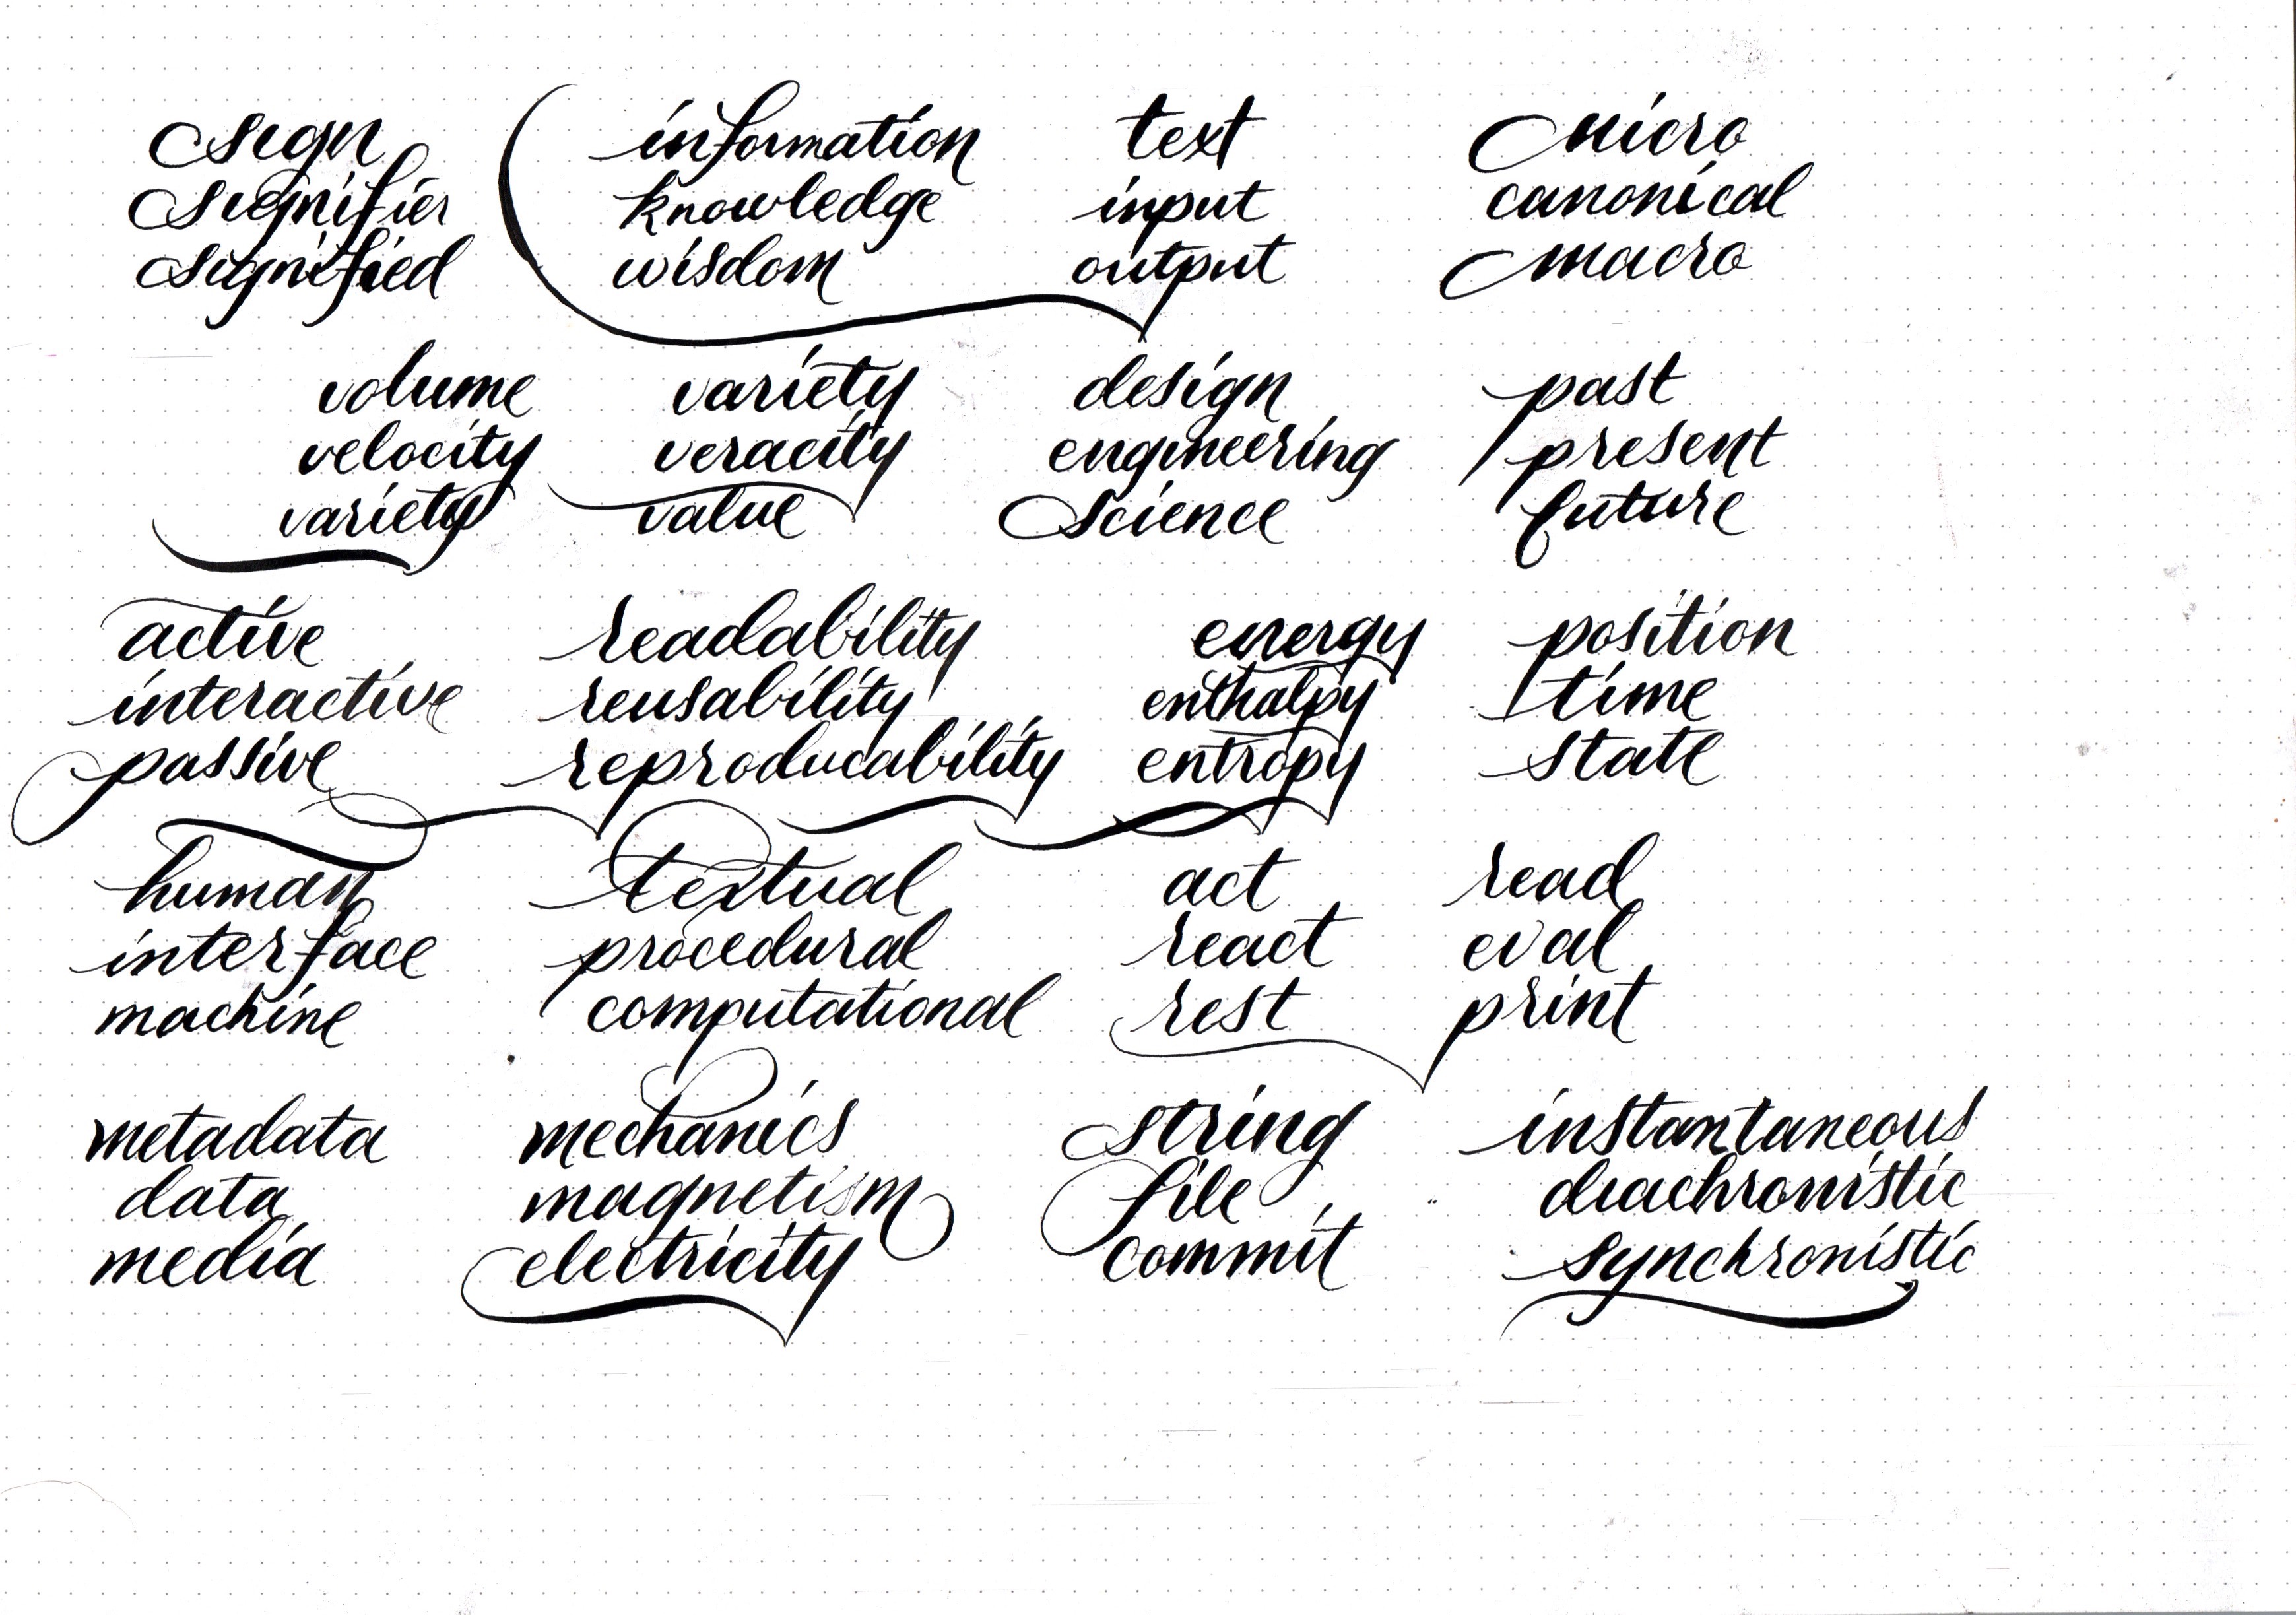 sign information text micro
signifier knowledge input canonical
signified wisdom output macro
volume variety design past
velocity veracity engineering present
variety value science future
active readability energy position
interactive reusability enthalpy time
passive reproducability entropy state
human textual act read
interface procedural react eval
machine computational rest print
metadata mechanics string instantaneous
data magnetism file diachronistic
media electricity commit synchronistic